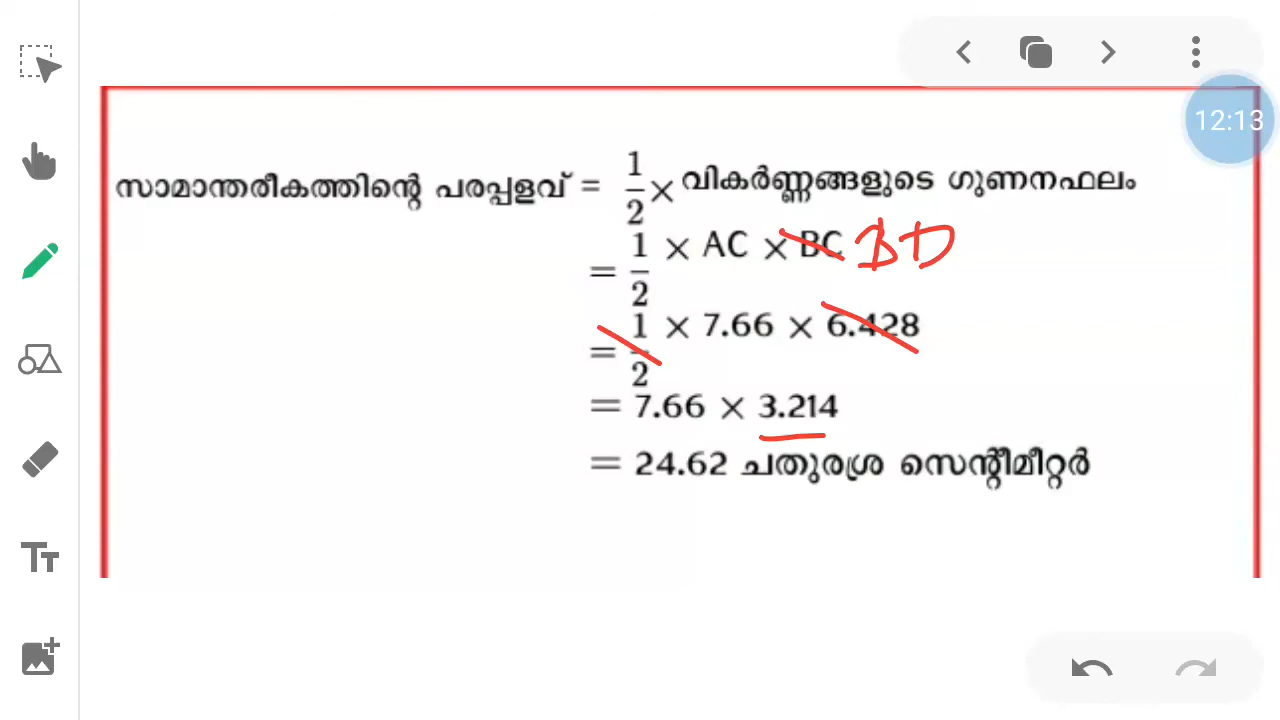 12:13
സാമാന്തരീകത്തിന്റെ പരപ്പളവ് = 1/2 × വികർണ്ണങ്ങളുടെ ഗുണനഫലം
= 1/2 × AC × BC BD
= 1/2 × 7.66 × 6.428
= 7.66 × 3.214
= 24.62 ചതുരശ്ര സെന്റീമീറ്റർ
TT